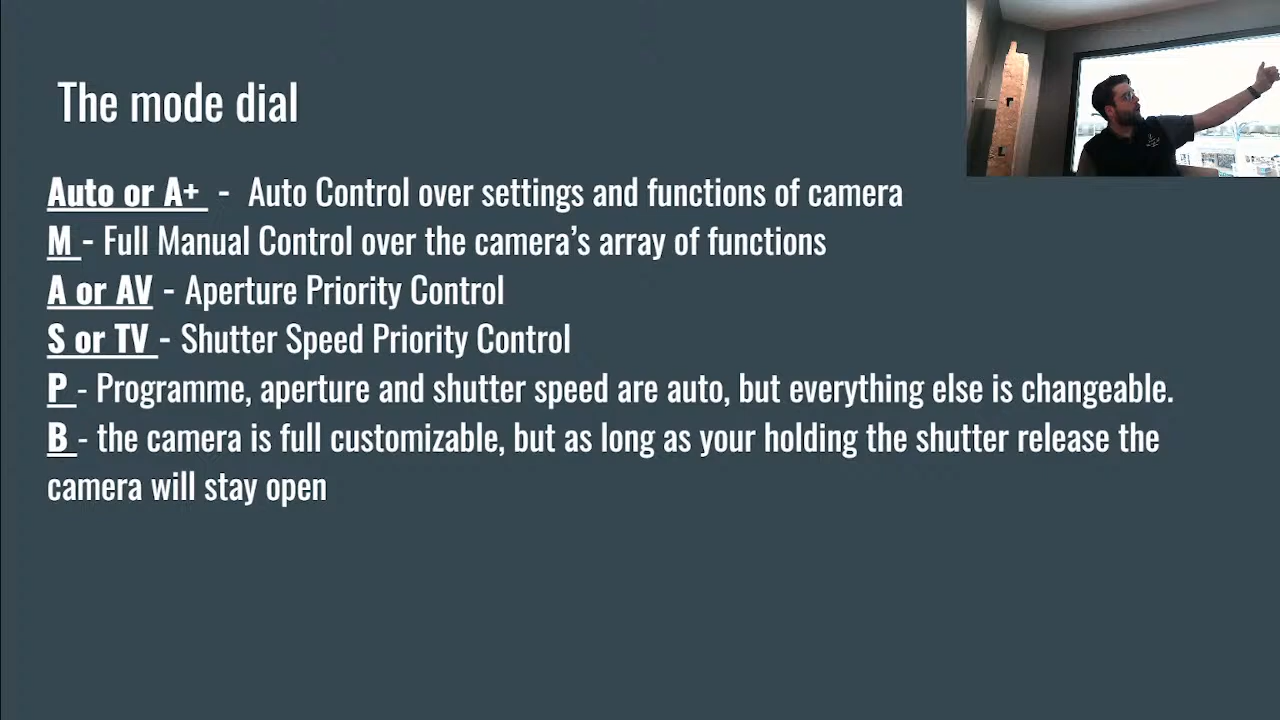 The mode dial
Auto or A+ - Auto Control over settings and functions of camera
M - Full Manual Control over the camera's array of functions
A or AV - Aperture Priority Control
S or TV - Shutter Speed Priority Control
P - Programme, aperture and shutter speed are auto, but everything else is changeable.
B - the camera is full customizable, but as long as your holding the shutter release the
camera will stay open